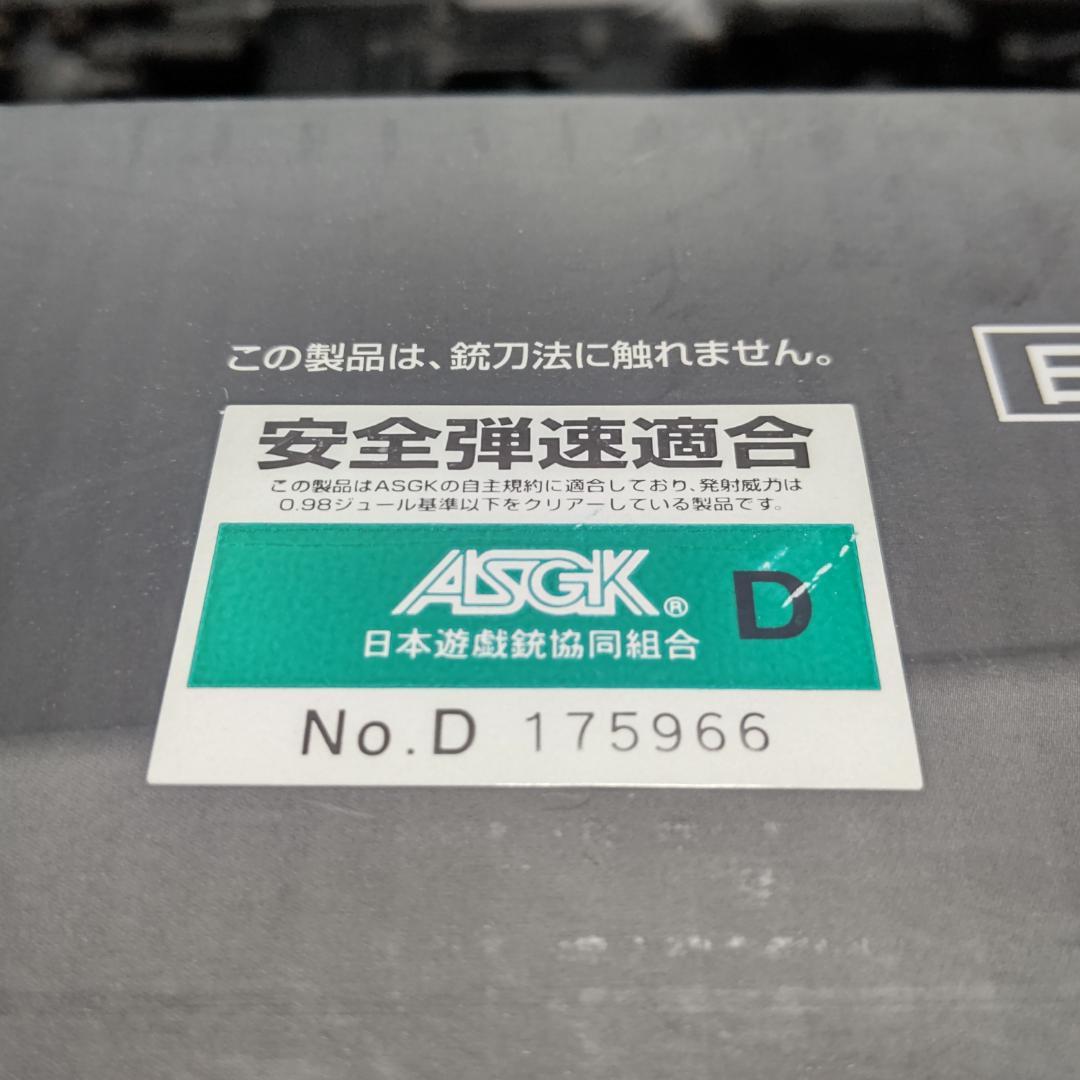 この製品は、銃刀法に触れません。
安全弾速適合
この製品はASGKの自主規約に適合しており、発射威力は
0.98ジュール基準以下をクリアーしている製品です。
ASGK®
D
日本遊戯銃協同組合
No.D 175966